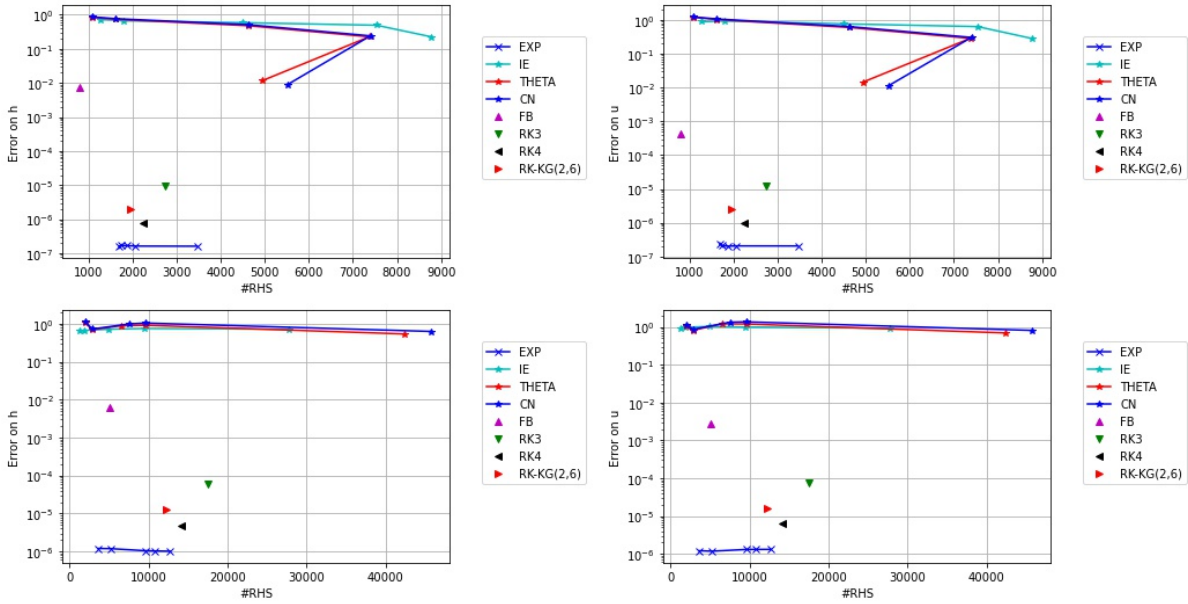 10^0
10^-1
10^-2
10^-3
10^-4
10^-5
10^-6
10^-7
Error on h
1000 2000 3000 4000 5000 6000 7000 8000 9000
#RHS
EXP
IE
THETA
CN
FB
RK3
RK4
RK-KG(2,6)
10^0
10^-1
10^-2
10^-3
10^-4
10^-5
10^-6
10^-7
Error on u
1000 2000 3000 4000 5000 6000 7000 8000 9000
#RHS
EXP
IE
THETA
CN
FB
RK3
RK4
RK-KG(2,6)
10^0
10^-1
10^-2
10^-3
10^-4
10^-5
10^-6
Error on h
0 10000 20000 30000 40000
#RHS
EXP
IE
THETA
CN
FB
RK3
RK4
RK-KG(2,6)
10^0
10^-1
10^-2
10^-3
10^-4
10^-5
10^-6
Error on u
0 10000 20000 30000 40000
#RHS
EXP
IE
THETA
CN
FB
RK3
RK4
RK-KG(2,6)